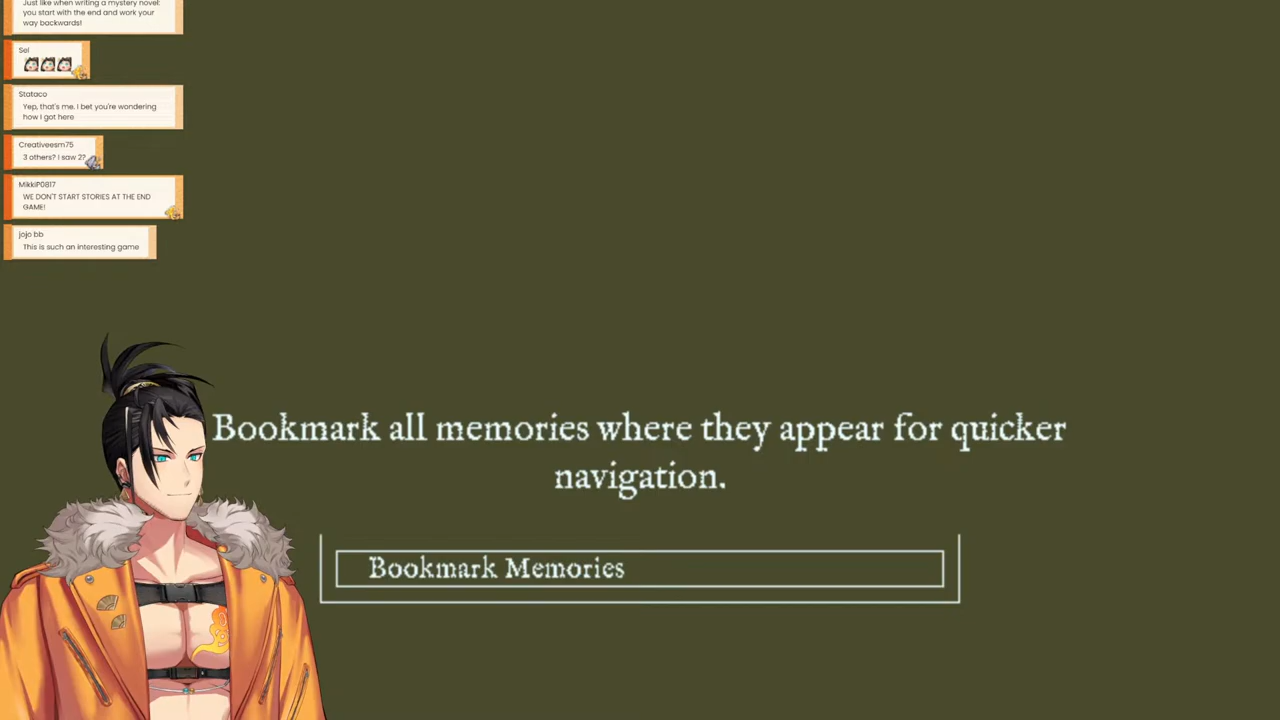 Just like when writing a mystery novel:
you start with the end and work your
way backwards!
Sel
Stataco
Yep, that's me. I bet you're wondering
how I got here
Creativeesm75
3 others? I saw 2?
MikkiP0817
WE DON'T START STORIES AT THE END
GAME!
jojo bb
This is such an interesting game
Bookmark all memories where they appear for quicker
navigation.
Bookmark Memories